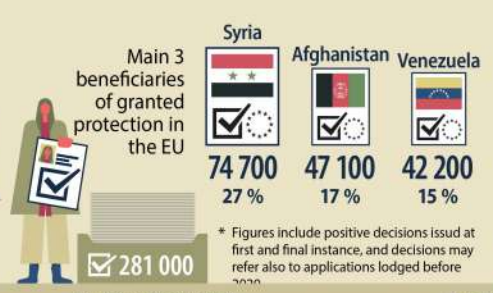 Main 3
beneficiaries
of granted
protection in
the EU
Syria
74 700
27 %
Afghanistan
47 100
17 %
Venezuela
42 200
15 %
281 000
* Figures include positive decisions issud at
first and final instance, and decisions may
refer also to applications lodged before